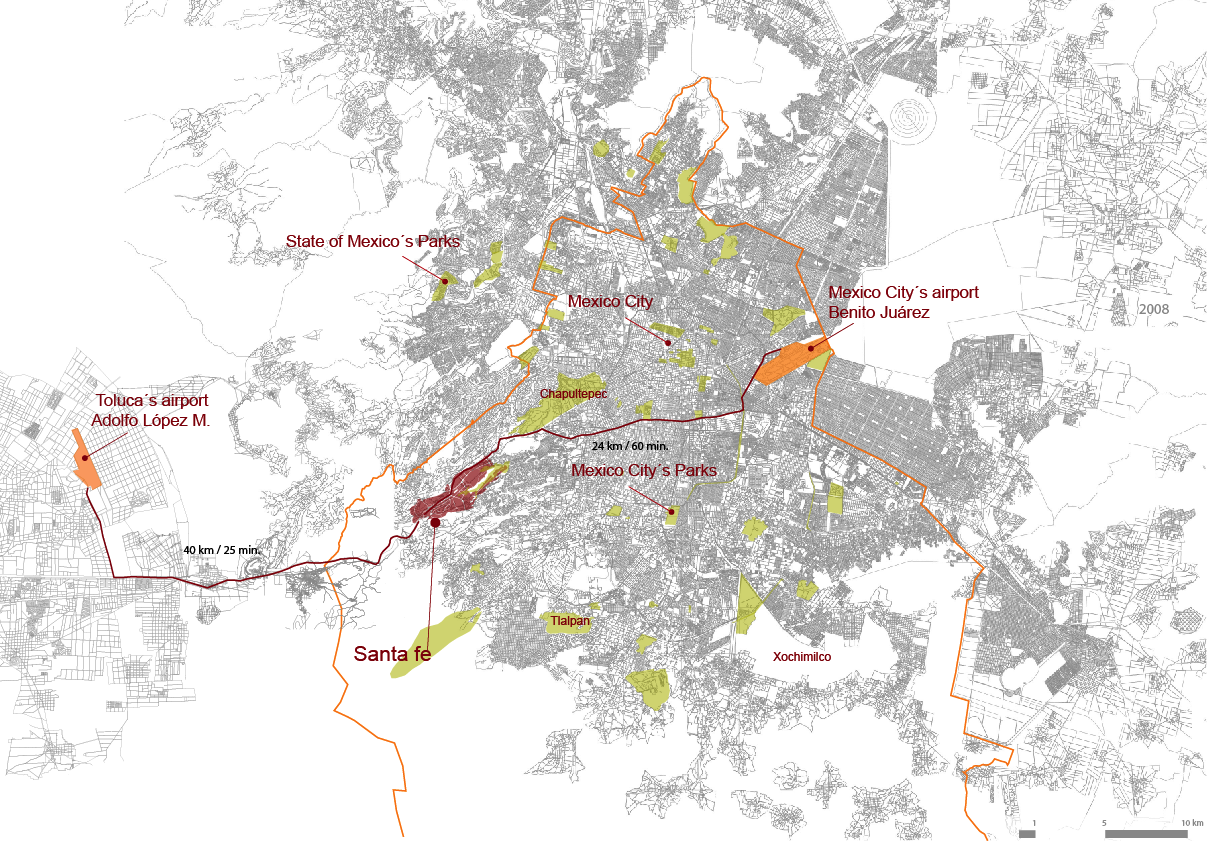 State of Mexico´s Parks
Mexico City
Mexico City´s airport
Benito Juárez
2008
Toluca´s airport
Adolfo López M.
Chapultepec
24 km / 60 min.
Mexico City´s Parks
40 km / 25 min.
Tlalpan
Santa fe
Xochimilco
1 5 10 km